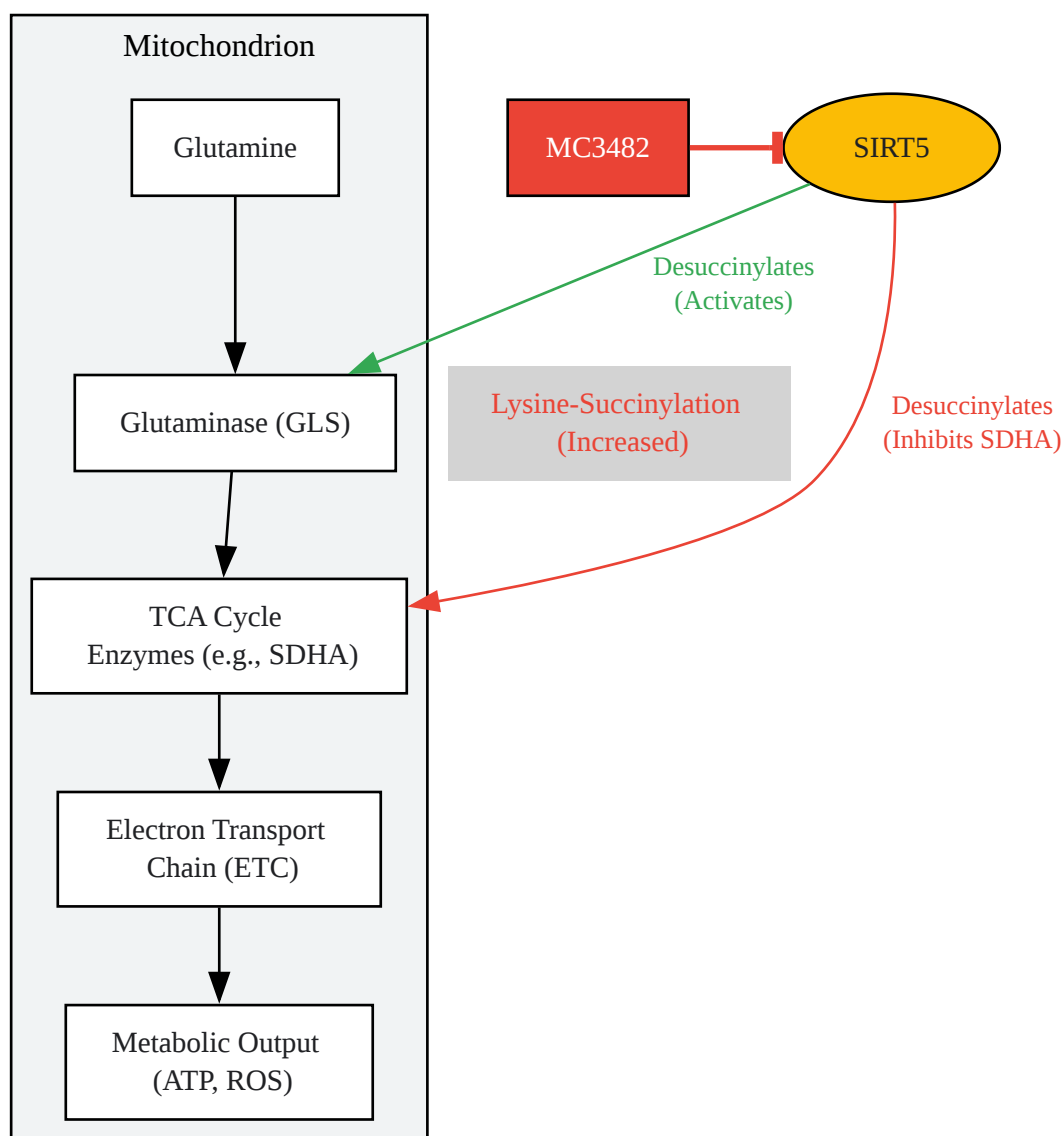 Mitochondrion
Glutamine
MC3482
SIRT5
Desuccinylates
(Activates)
Lysine-Succinylation
(Increased)
Desuccinylates
(Inhibits SDHA)
Glutaminase (GLS)
TCA Cycle
Enzymes (e.g., SDHA)
Electron Transport
Chain (ETC)
Metabolic Output
(ATP, ROS)